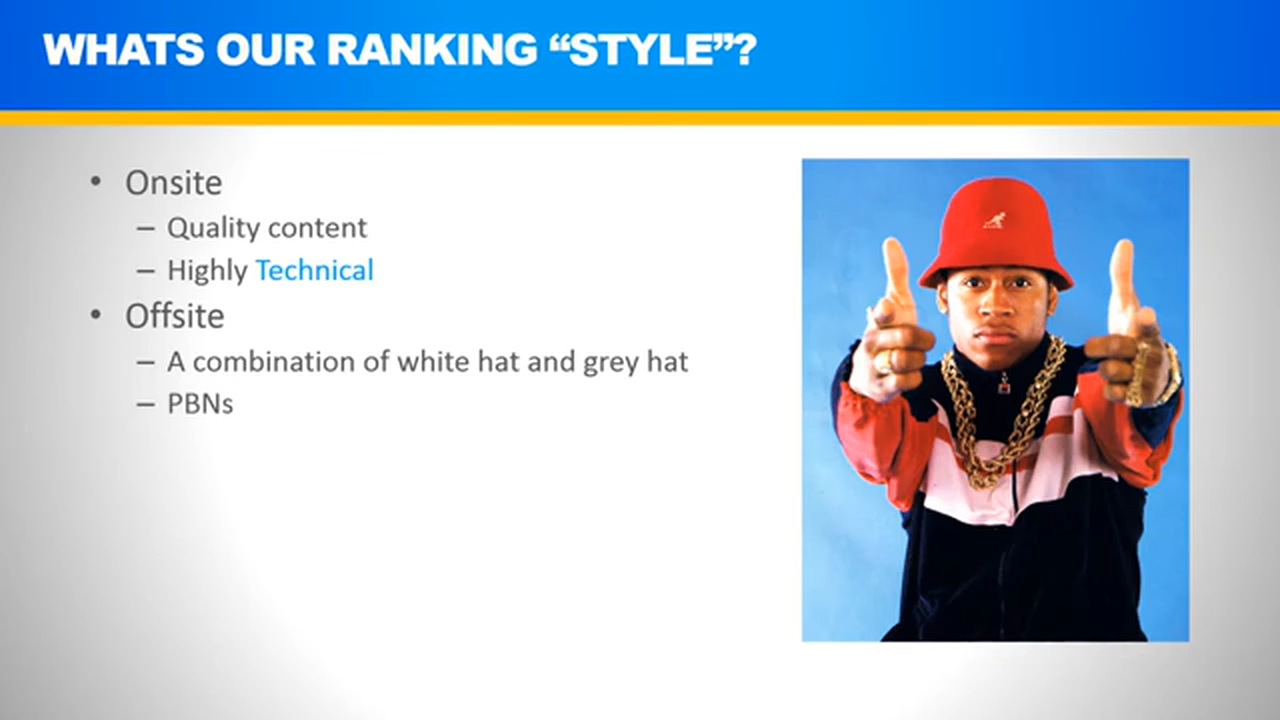 WHATS OUR RANKING “STYLE”?
• Onsite
– Quality content
– Highly Technical
• Offsite
– A combination of white hat and grey hat
– PBNs